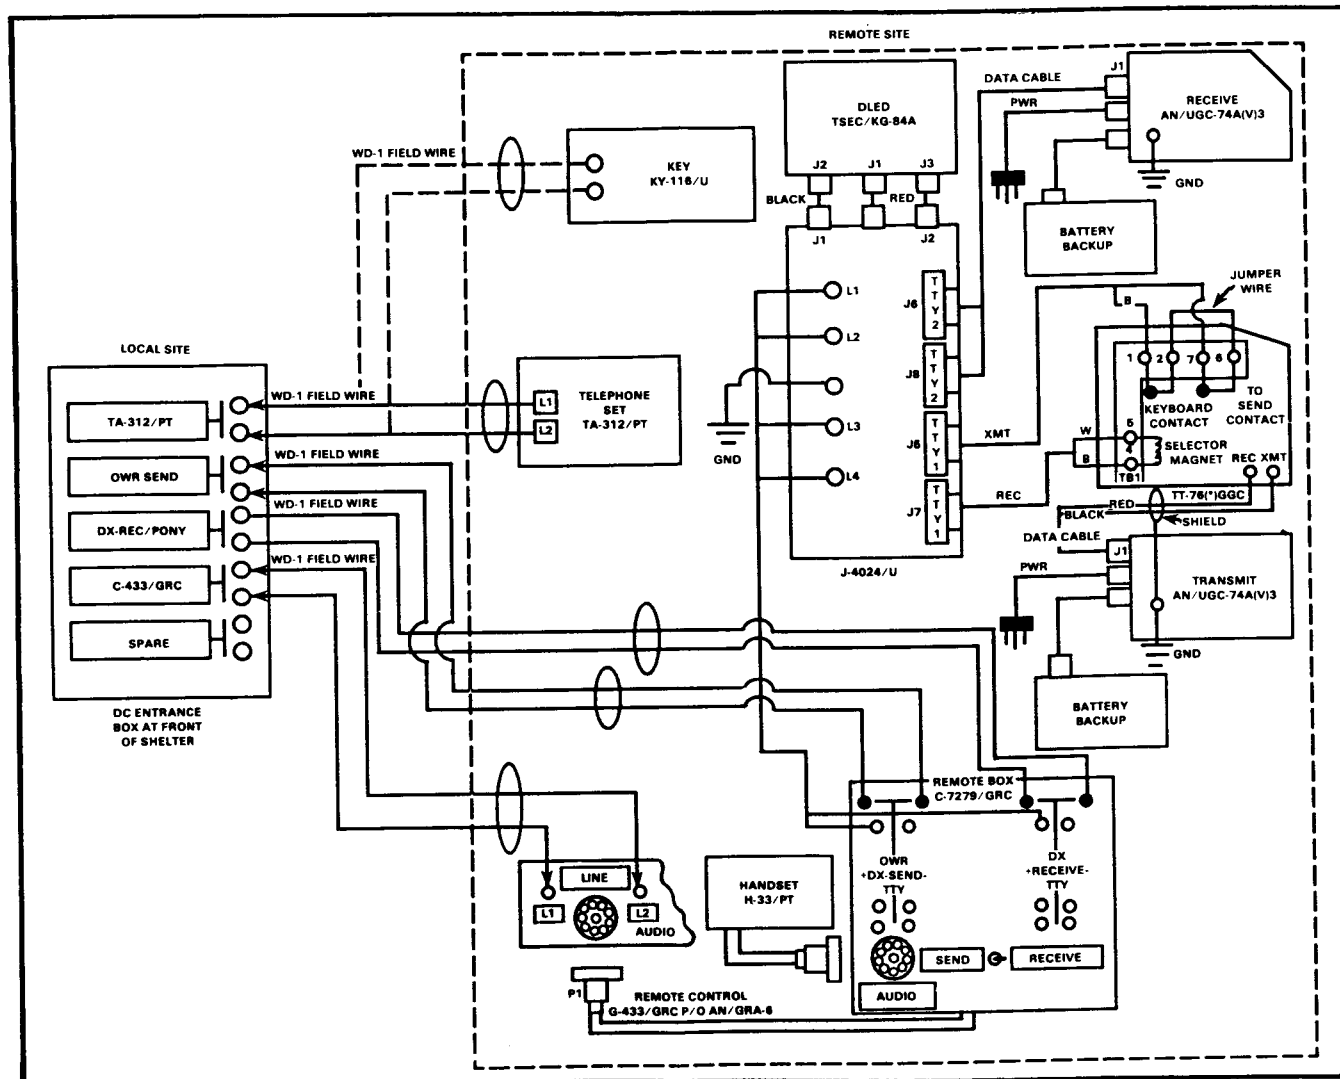 REMOTE SITE
DLED
TSEC/KG-84A
J2
J1
J3
BLACK
RED
J1
J2
DATA CABLE
PWR
J1
RECEIVE
AN/UGC-74A(V)3
GND
BATTERY
BACKUP
WD-1 FIELD WIRE
KEY
KY-116/U
L1
L2
L3
L4
GND
J6
TTY2
J8
TTY2
J6
TTY1
J7
TTY1
J-4024/U
XMT
REC
JUMPER
WIRE
B
1
2
7
6
KEYBOARD
CONTACT
TO
SEND
CONTACT
W
B
5
4
TB1
SELECTOR
MAGNET
REC XMT
TT-76(*)GGC
RED
BLACK
SHIELD
DATA CABLE
J1
PWR
TRANSMIT
AN/UGC-74A(V)3
GND
BATTERY
BACKUP
LOCAL SITE
TA-312/PT
OWR SEND
DX-REC/PONY
C-433/GRC
SPARE
DC ENTRANCE
BOX AT FRONT
OF SHELTER
WD-1 FIELD WIRE
WD-1 FIELD WIRE
WD-1 FIELD WIRE
WD-1 FIELD WIRE
L1
L2
TELEPHONE
SET
TA-312/PT
REMOTE BOX
C-7279/GRC
OWR
+DX-SEND-
TTY
DX
+RECEIVE-
TTY
SEND
RECEIVE
AUDIO
HANDSET
H-33/PT
LINE
L1
L2
AUDIO
P1
REMOTE CONTROL
G-433/GRC P/O AN/GRA-6